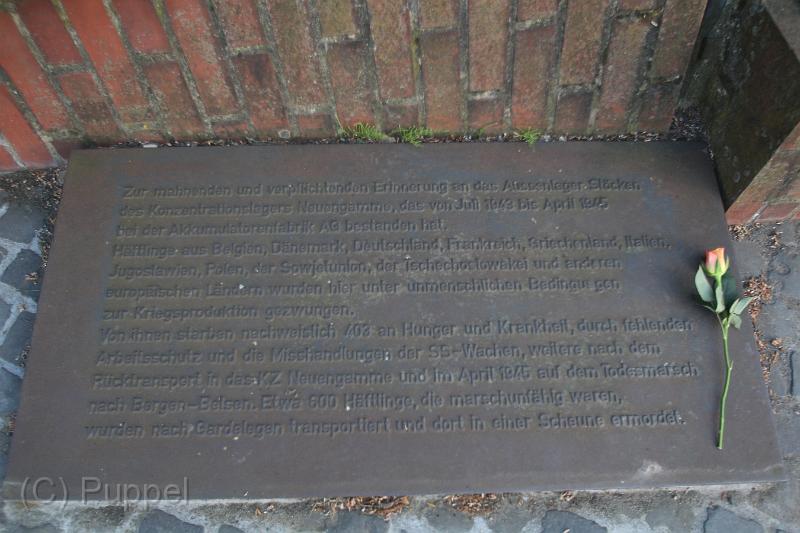 Zur mahnenden und verpflichtenden Erinnerung an das Aussenlager Stöcken
des Konzentrationslagers Neuengamme, das von Juli 1943 bis April 1945
bei der Akkumulatorenfabrik AG bestanden hat.
Häftlinge aus Belgien, Dänemark, Deutschland, Frankreich, Griechenland, Italien,
Jugoslawien, Polen, der Sowjetunion, der Tschechoslowakei und anderen
europäischen Ländern wurden hier unter unmenschlichen Bedingungen
zur Kriegsproduktion gezwungen.
Von ihnen starben nachweislich 403 an Hunger und Krankheit, durch fehlenden
Arbeitsschutz und die Misshandlungen der SS-Wachen, weitere nach dem
Rücktransport in das KZ Neuengamme und im April 1945 auf dem Todesmarsch
nach Bergen-Belsen. Etwa 600 Häftlinge, die marschunfähig waren,
wurden nach Gardelegen transportiert und dort in einer Scheune ermordet.
(C) Puppel